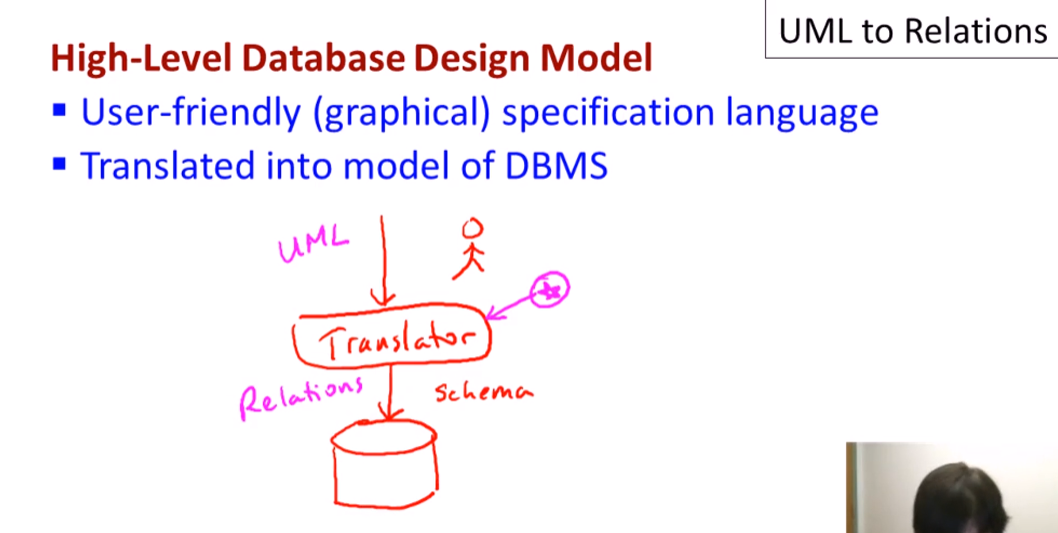 UML to Relations
High-Level Database Design Model
▪ User-friendly (graphical) specification language
▪ Translated into model of DBMS
UML
Translator
Relations
Schema